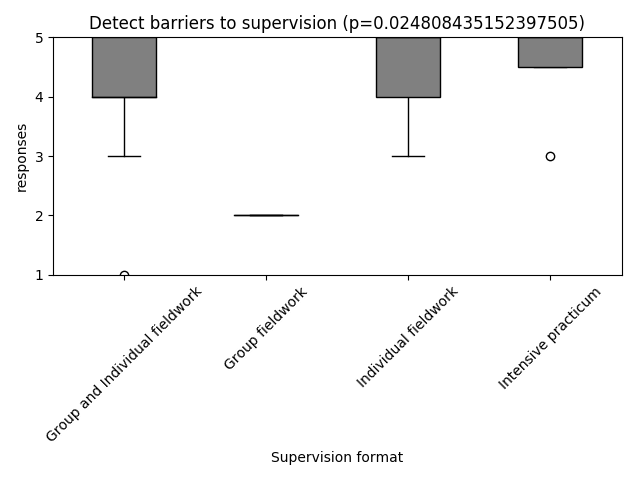 Detect barriers to supervision (p=0.024808435152397505)
responses
5
4
3
2
1
Group and Individual fieldwork
Group fieldwork
Individual fieldwork
Intensive practicum
Supervision format